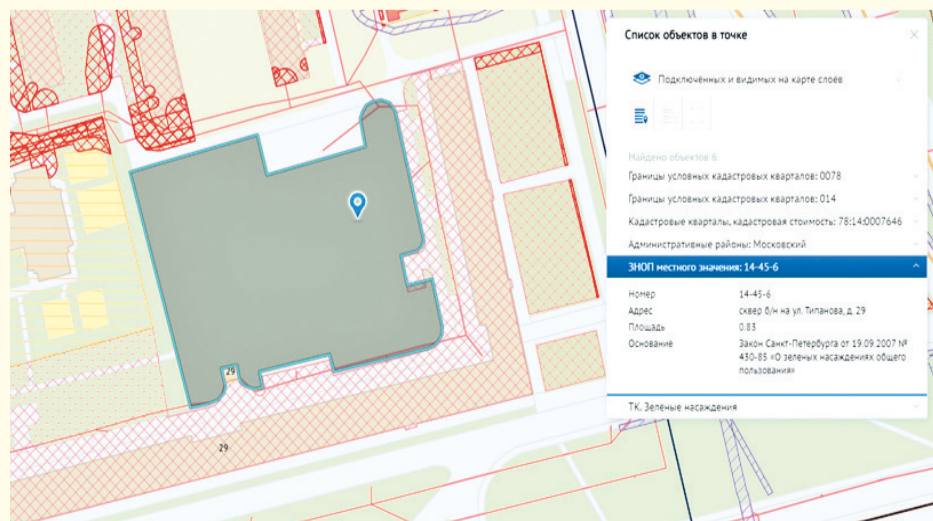 Список объектов в точке
Подключённых и видимых на карте слоёв
Найдено объектов 6
Границы условных кадастровых кварталов: 0078
Границы условных кадастровых кварталов: 014
Кадастровые кварталы, кадастровая стоимость: 78:14:0007646
Административные районы: Московский
ЗНОП местного значения: 14-45-6
Номер 14-45-6
Адрес сквер б/н на ул. Типанова, д. 29
Площадь 0.83
Основание Закон Санкт-Петербурга от 19.09.2007 №
430-85 «О зеленых насаждениях общего
пользования»
ТК. Зелёные насаждения
29
29